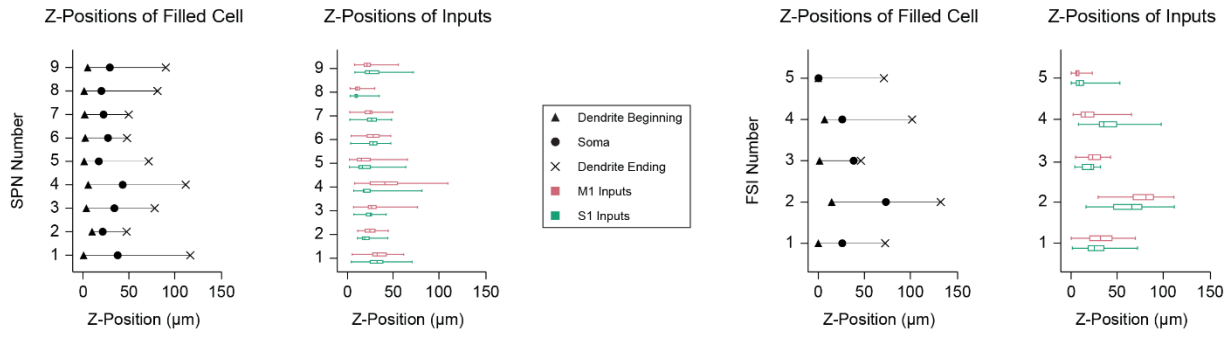 Z-Positions of Filled Cell
Z-Positions of Inputs
Z-Positions of Filled Cell
Z-Positions of Inputs
SPN Number
9
8
7
6
5
4
3
2
1
0 50 100 150
Z-Position (µm)
9
8
7
6
5
4
3
2
1
0 50 100 150
Z-Position (µm)
Dendrite Beginning
Soma
Dendrite Ending
M1 Inputs
S1 Inputs
FSI Number
5
4
3
2
1
0 50 100 150
Z-Position (µm)
5
4
3
2
1
0 50 100 150
Z-Position (µm)